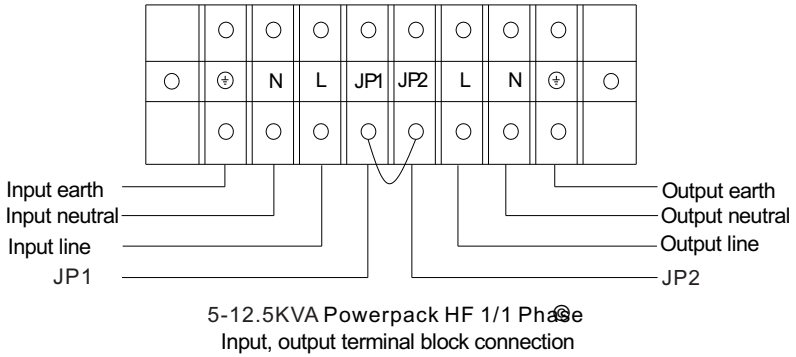 N L JP1 JP2 L N
Input earth Output earth
Input neutral Output neutral
Input line Output line
JP1 JP2
5-12.5KVA Powerpack HF 1/1 Phase
Input, output terminal block connection